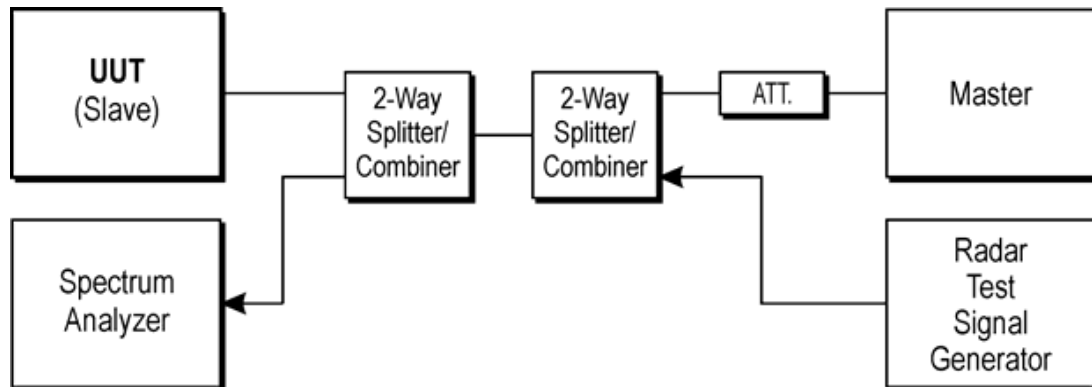 UUT
(Slave)
2-Way
Splitter/
Combiner
2-Way
Splitter/
Combiner
ATT.
Master
Spectrum
Analyzer
Radar
Test
Signal
Generator